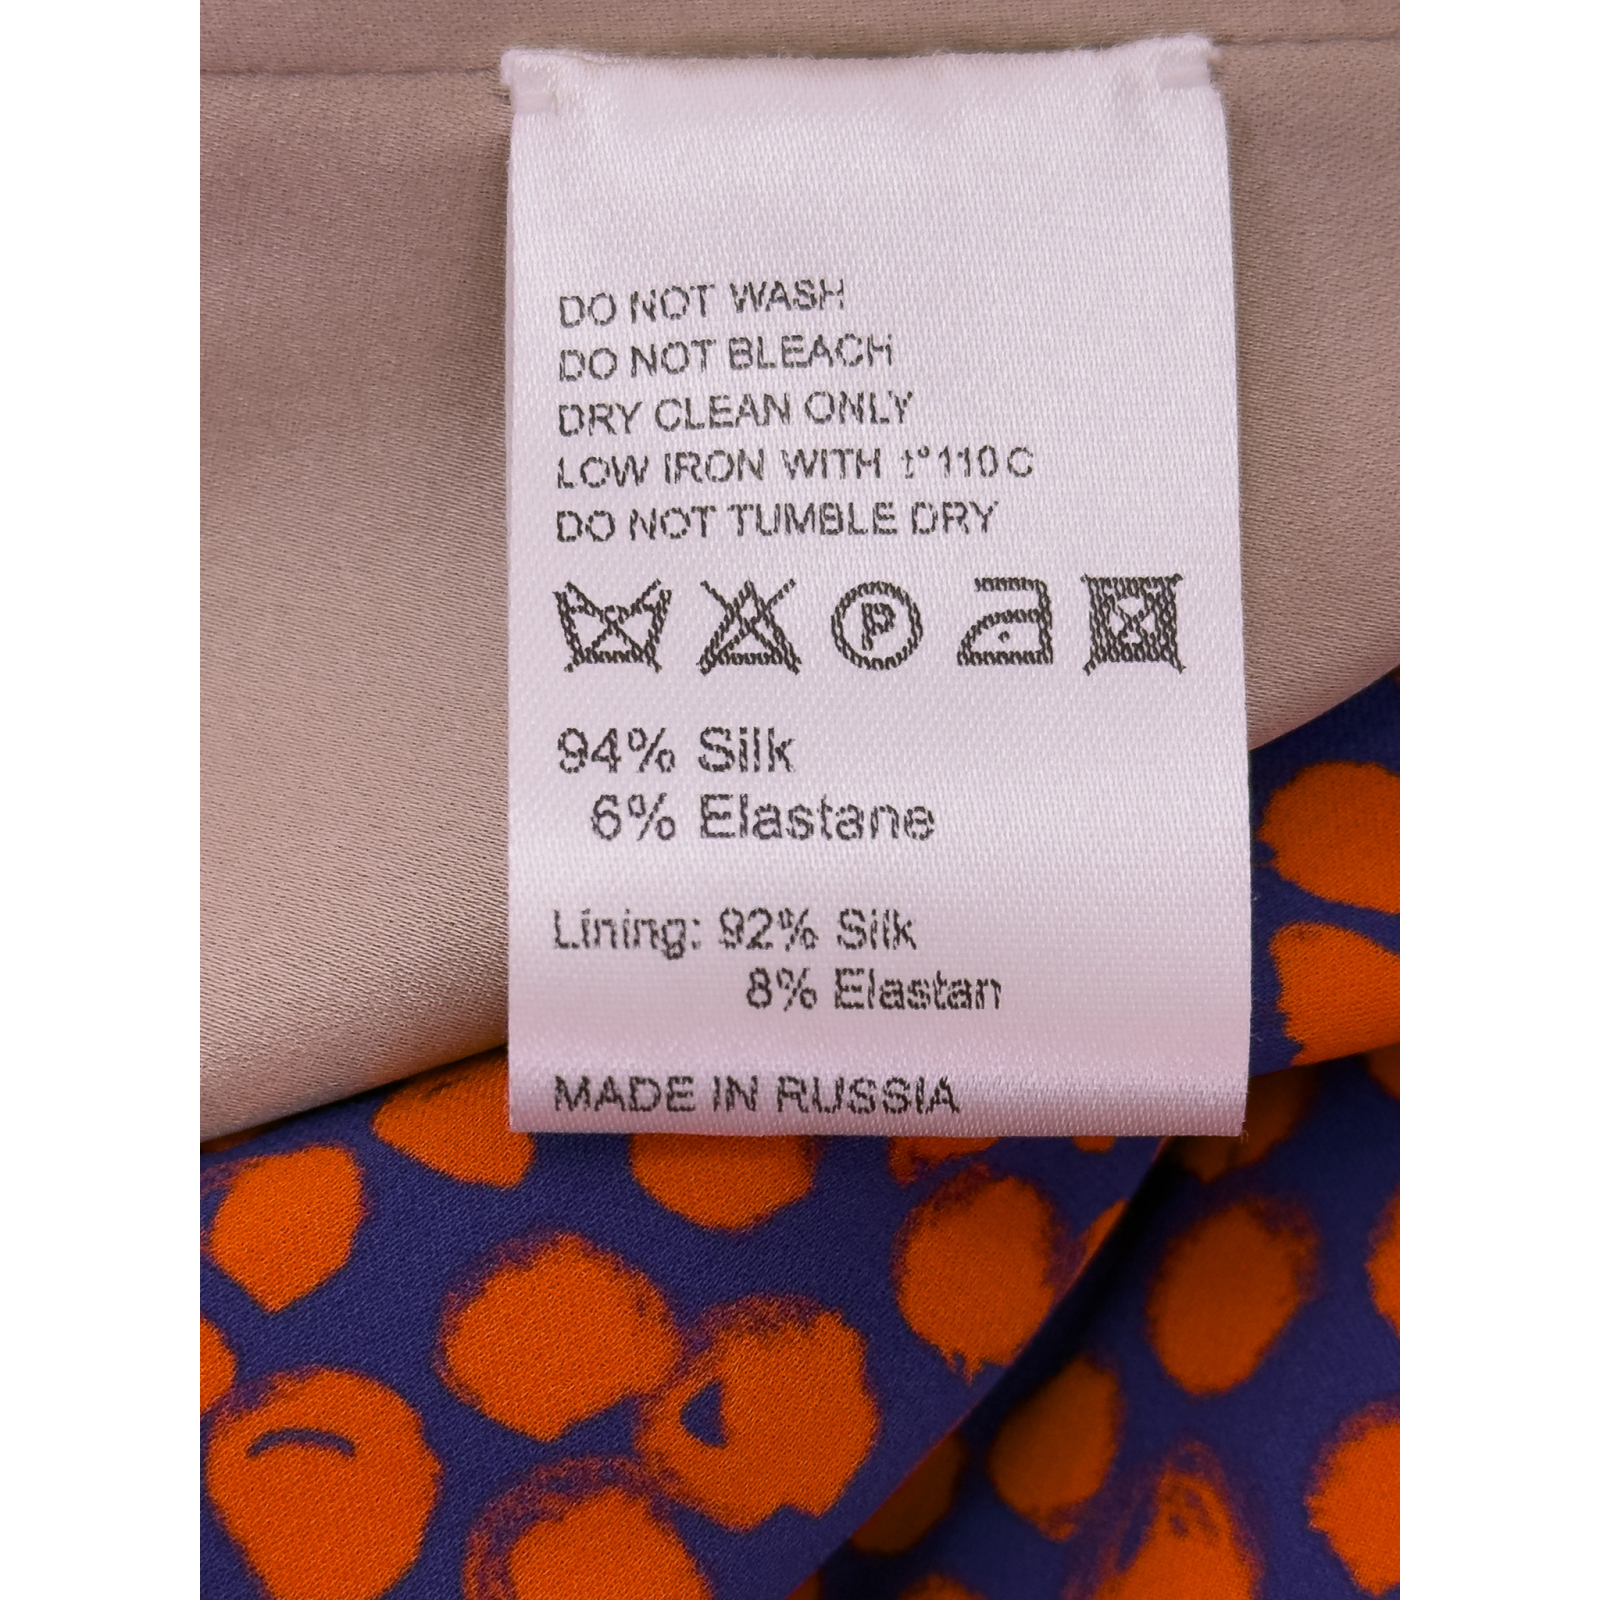 DO NOT WASH
DO NOT BLEACH
DRY CLEAN ONLY
LOW IRON WITH t°110C
DO NOT TUMBLE DRY
P
94% Silk
6% Elastane
Lining: 92% Silk
8% Elastan
MADE IN RUSSIA